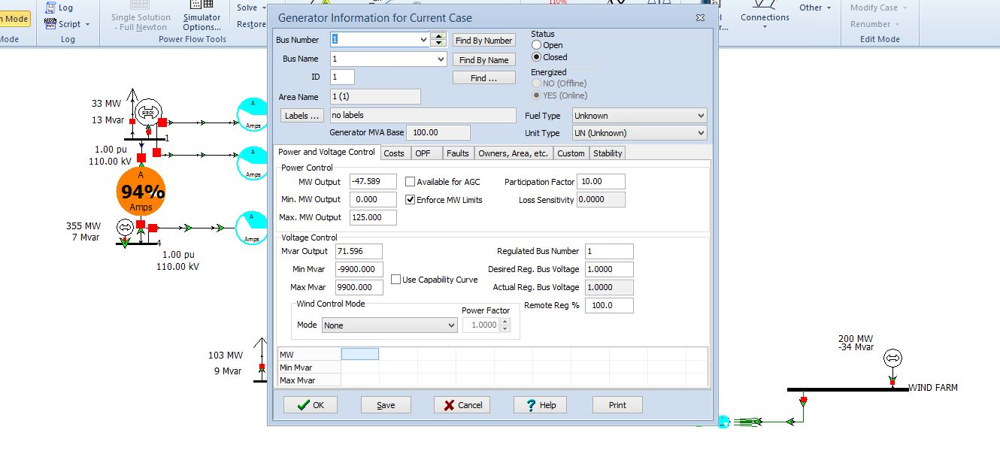 n Mode
Mode
Log
Script
Log
Single Solution
- Full Newton
Simulator
Options...
Solve
Restore
Power Flow Tools
110%
Connections
Other
Modify Case
Renumber
Edit Mode
Generator Information for Current Case
Bus Number 1 Find By Number
Bus Name 1 Find By Name
ID 1 Find ...
Area Name 1 (1)
Labels ... no labels
Generator MVA Base 100.00
Status
Open
Closed
Energized
NO (Offline)
YES (Online)
Fuel Type Unknown
Unit Type UN (Unknown)
Power and Voltage Control Costs OPF Faults Owners, Area, etc. Custom Stability
Power Control
MW Output -47.589 Available for AGC Participation Factor 10.00
Min. MW Output 0.000 Enforce MW Limits Loss Sensitivity 0.0000
Max. MW Output 125.000
Voltage Control
Mvar Output 71.596 Regulated Bus Number 1
Min Mvar -9900.000 Desired Reg. Bus Voltage 1.0000
Use Capability Curve
Max Mvar 9900.000 Actual Reg. Bus Voltage 1.0000
Wind Control Mode Remote Reg % 100.0
Power Factor
Mode None 1.0000
MW
Min Mvar
Max Mvar
OK Save Cancel Help Print
33 MW
13 Mvar
slack
1
1.00 pu
110.00 kV
A
94%
Amps
A
Amps
A
Amps
355 MW
7 Mvar
4
1.00 pu
110.00 kV
A
Amps
103 MW
9 Mvar
200 MW
-34 Mvar
WIND FARM